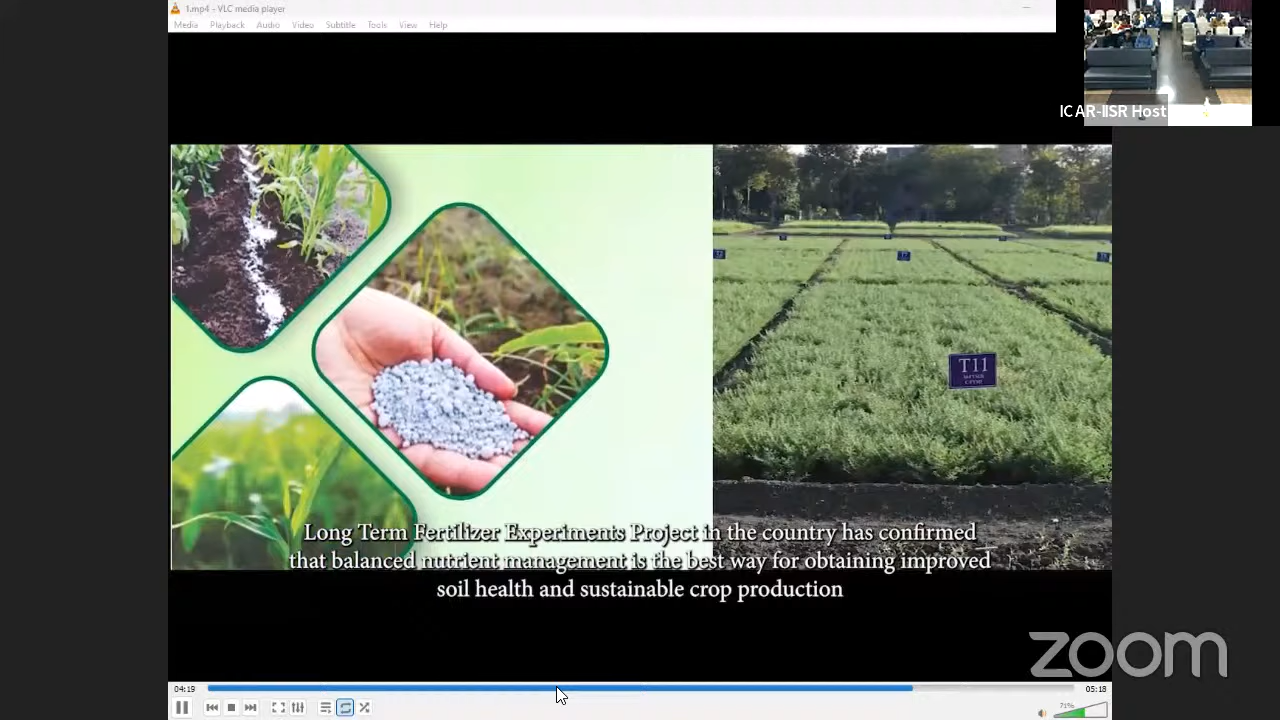 1.mp4 - VLC media player
Media Playback Audio Video Subtitle Tools View Help
ICAR-IISR Host
T11
Long Term Fertilizer Experiments Project in the country has confirmed
that balanced nutrient management is the best way for obtaining improved
soil health and sustainable crop production
zoom
04:19
05:18
71%